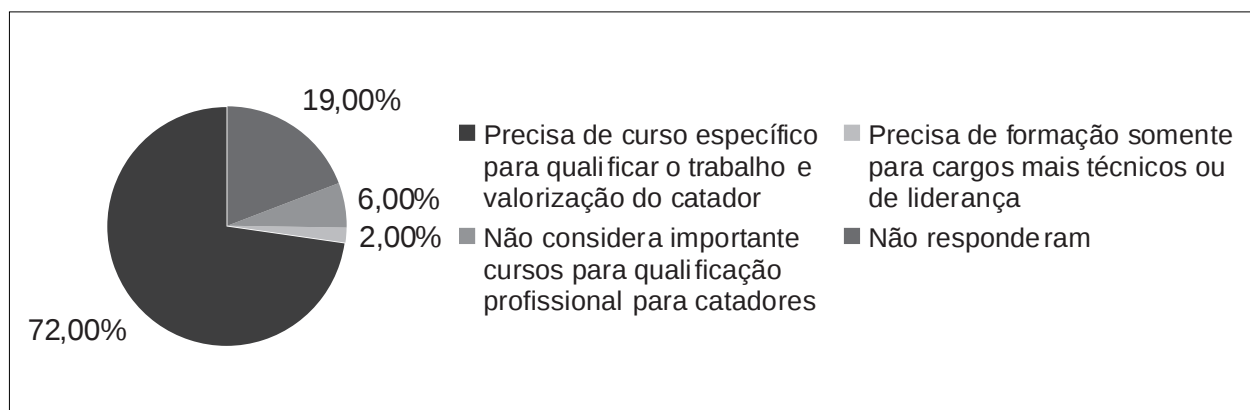 19,00%
6,00%
2,00%
72,00%
Precisa de curso específico
para qualificar o trabalho e
valorização do catador
Não considera importante
cursos para qualificação
profissional para catadores
Precisa de formação somente
para cargos mais técnicos ou
de liderança
Não responderam